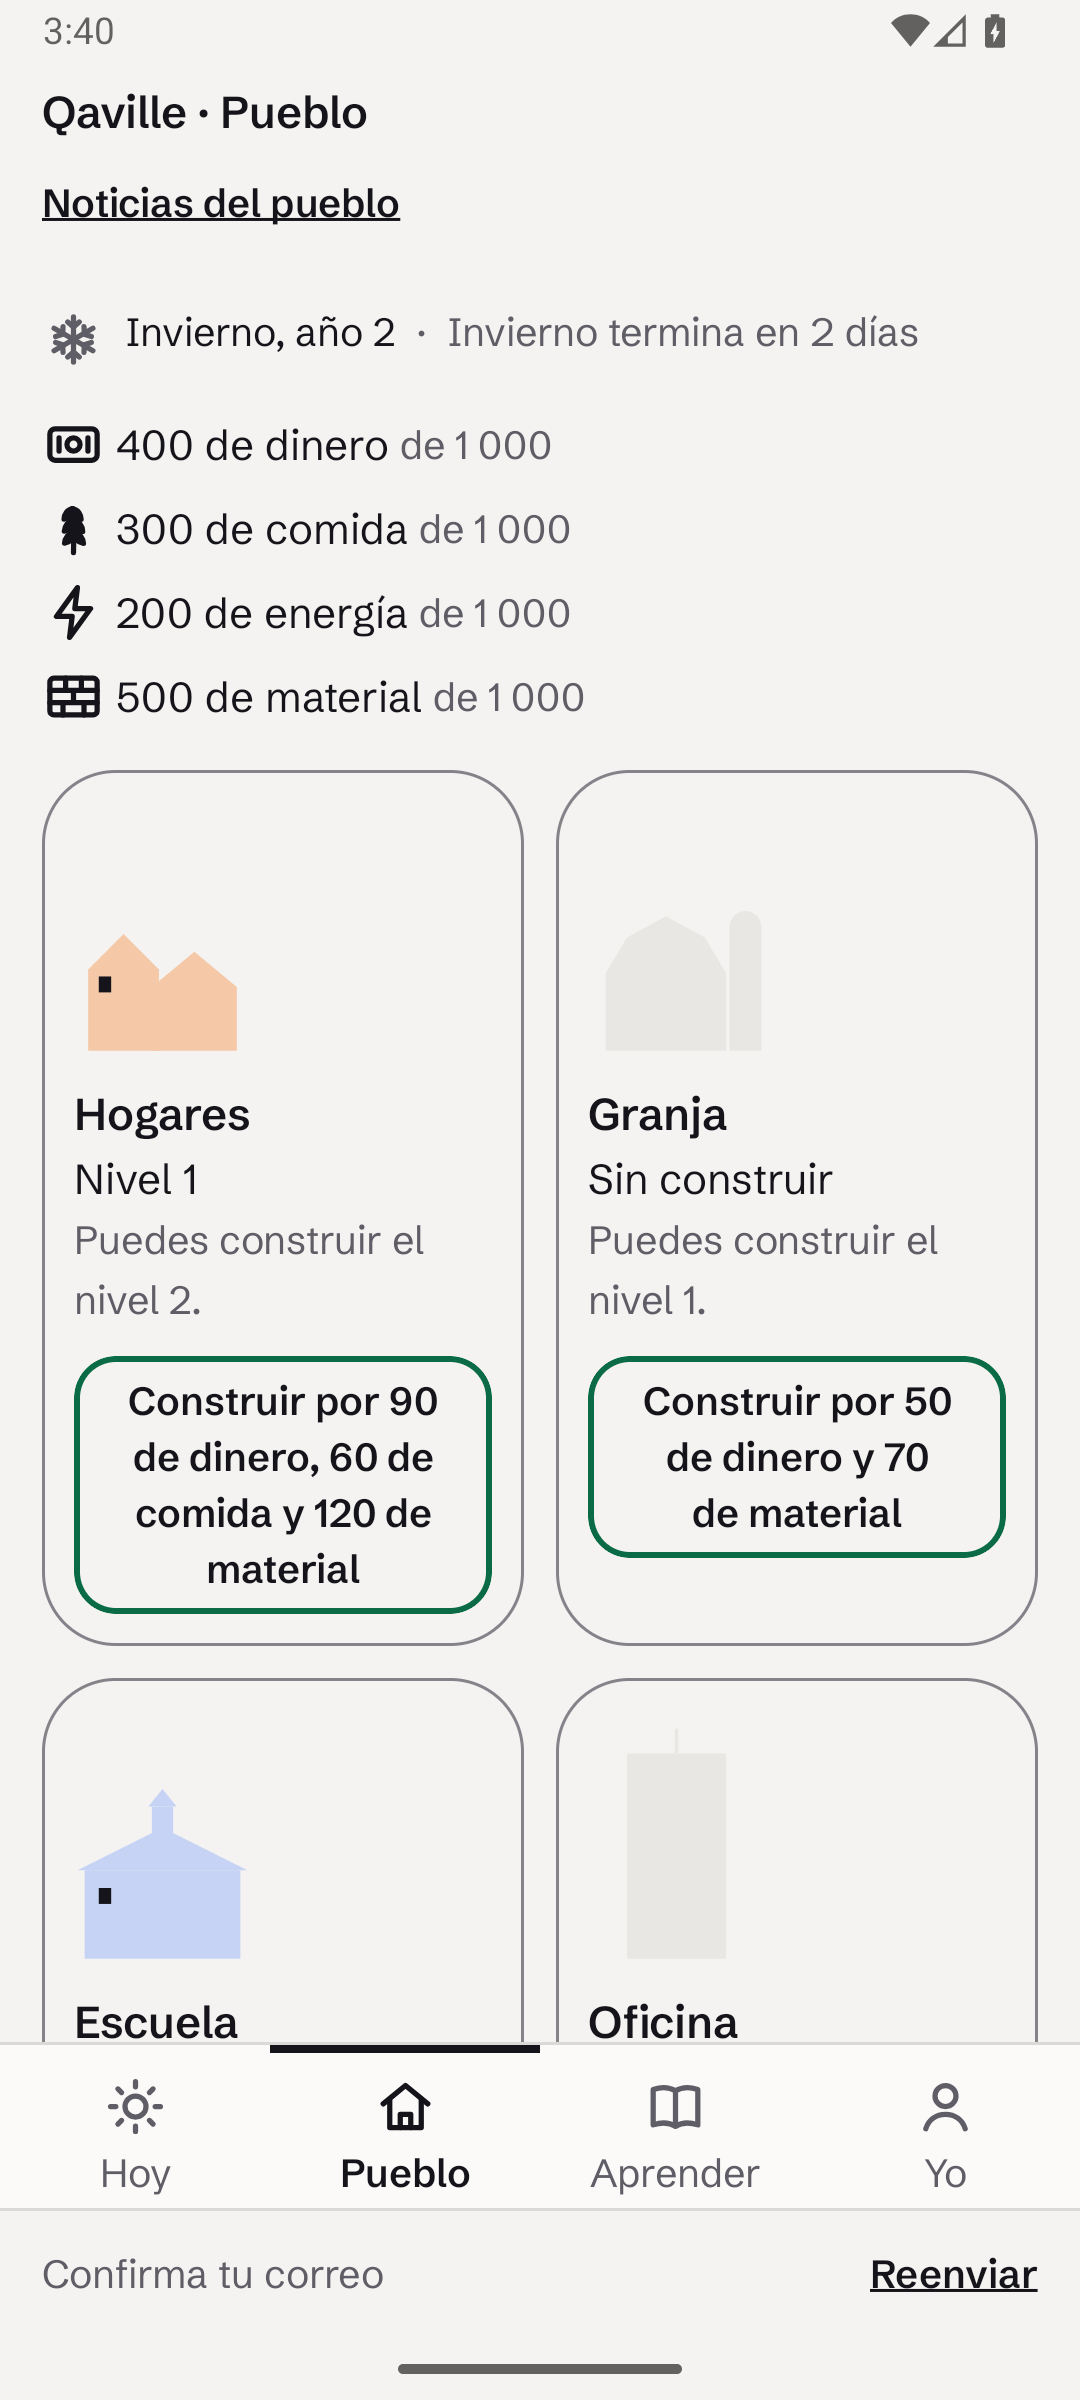 3:40
Qaville · Pueblo
Noticias del pueblo
Invierno, año 2 · Invierno termina en 2 días
400 de dinero de 1 000
300 de comida de 1 000
200 de energía de 1 000
500 de material de 1 000
Hogares
Nivel 1
Puedes construir el
nivel 2.
Construir por 90
de dinero, 60 de
comida y 120 de
material
Granja
Sin construir
Puedes construir el
nivel 1.
Construir por 50
de dinero y 70
de material
Escuela
Oficina
Hoy
Pueblo
Aprender
Yo
Confirma tu correo
Reenviar